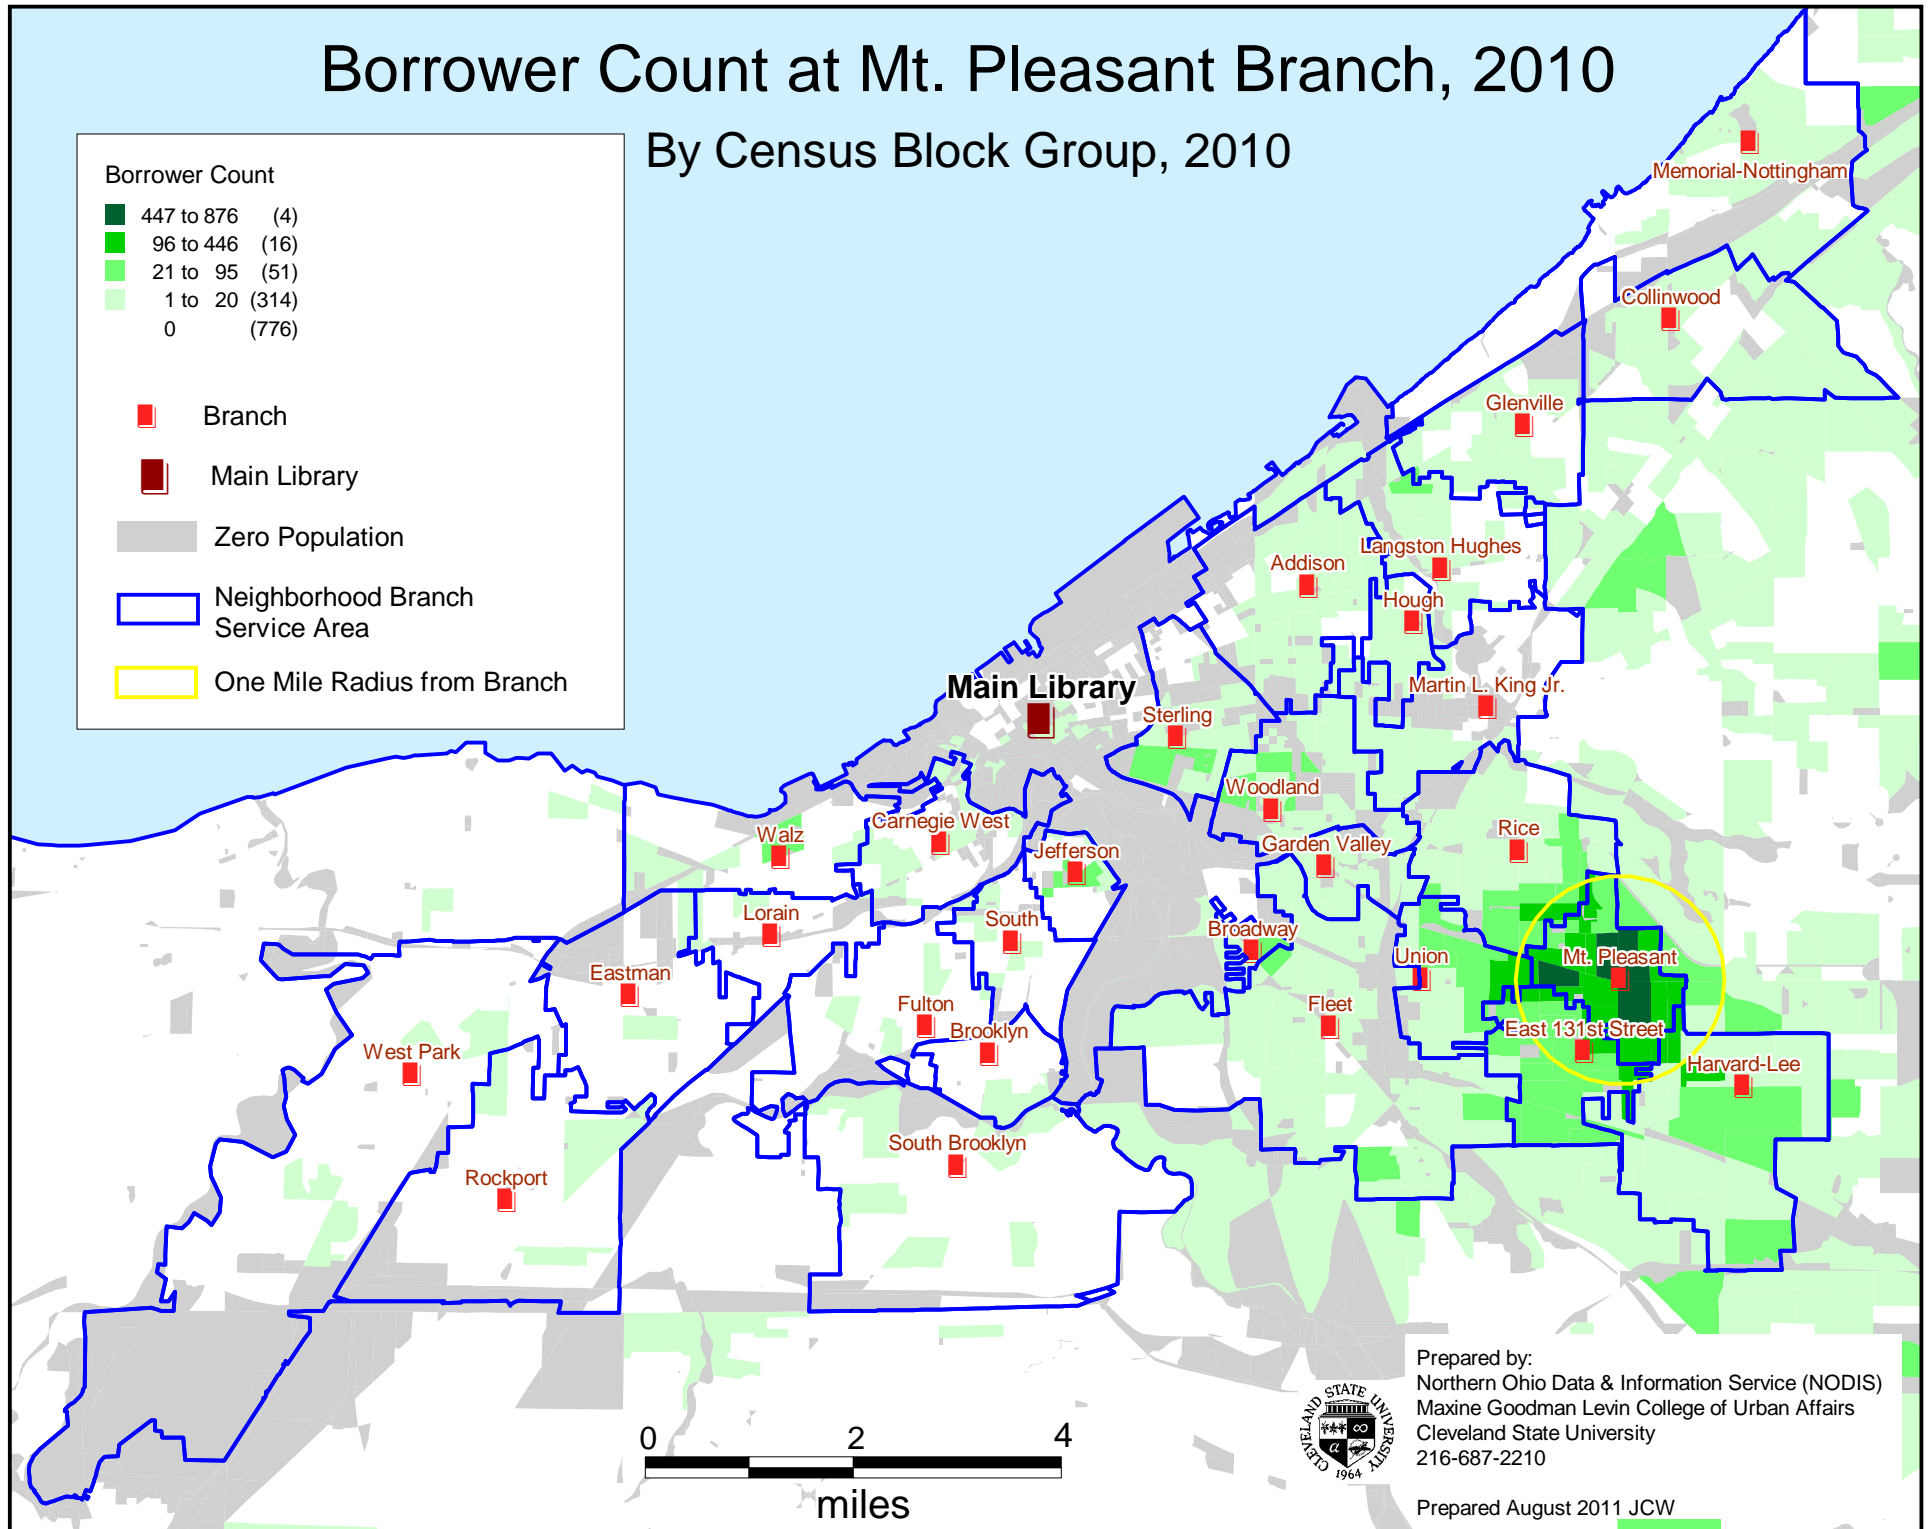 Borrower Count at Mt. Pleasant Branch, 2010
By Census Block Group, 2010
Borrower Count
447 to 876 (4)
96 to 446 (16)
21 to 95 (51)
1 to 20 (314)
0 (776)
Branch
Main Library
Zero Population
Neighborhood Branch
Service Area
One Mile Radius from Branch
Memorial-Nottingham
Collinwood
Glenville
Langston Hughes
Addison
Hough
Martin L. King Jr.
Main Library
Sterling
Woodland
Walz
Carnegie West
Jefferson
Garden Valley
Rice
Lorain
South
Broadway
Union
Mt. Pleasant
Eastman
Fulton
Brooklyn
Fleet
East 131st Street
West Park
Harvard-Lee
South Brooklyn
Rockport
0 2 4
miles
CLEVELAND STATE UNIVERSITY
1964
Prepared by:
Northern Ohio Data & Information Service (NODIS)
Maxine Goodman Levin College of Urban Affairs
Cleveland State University
216-687-2210
Prepared August 2011 JCW